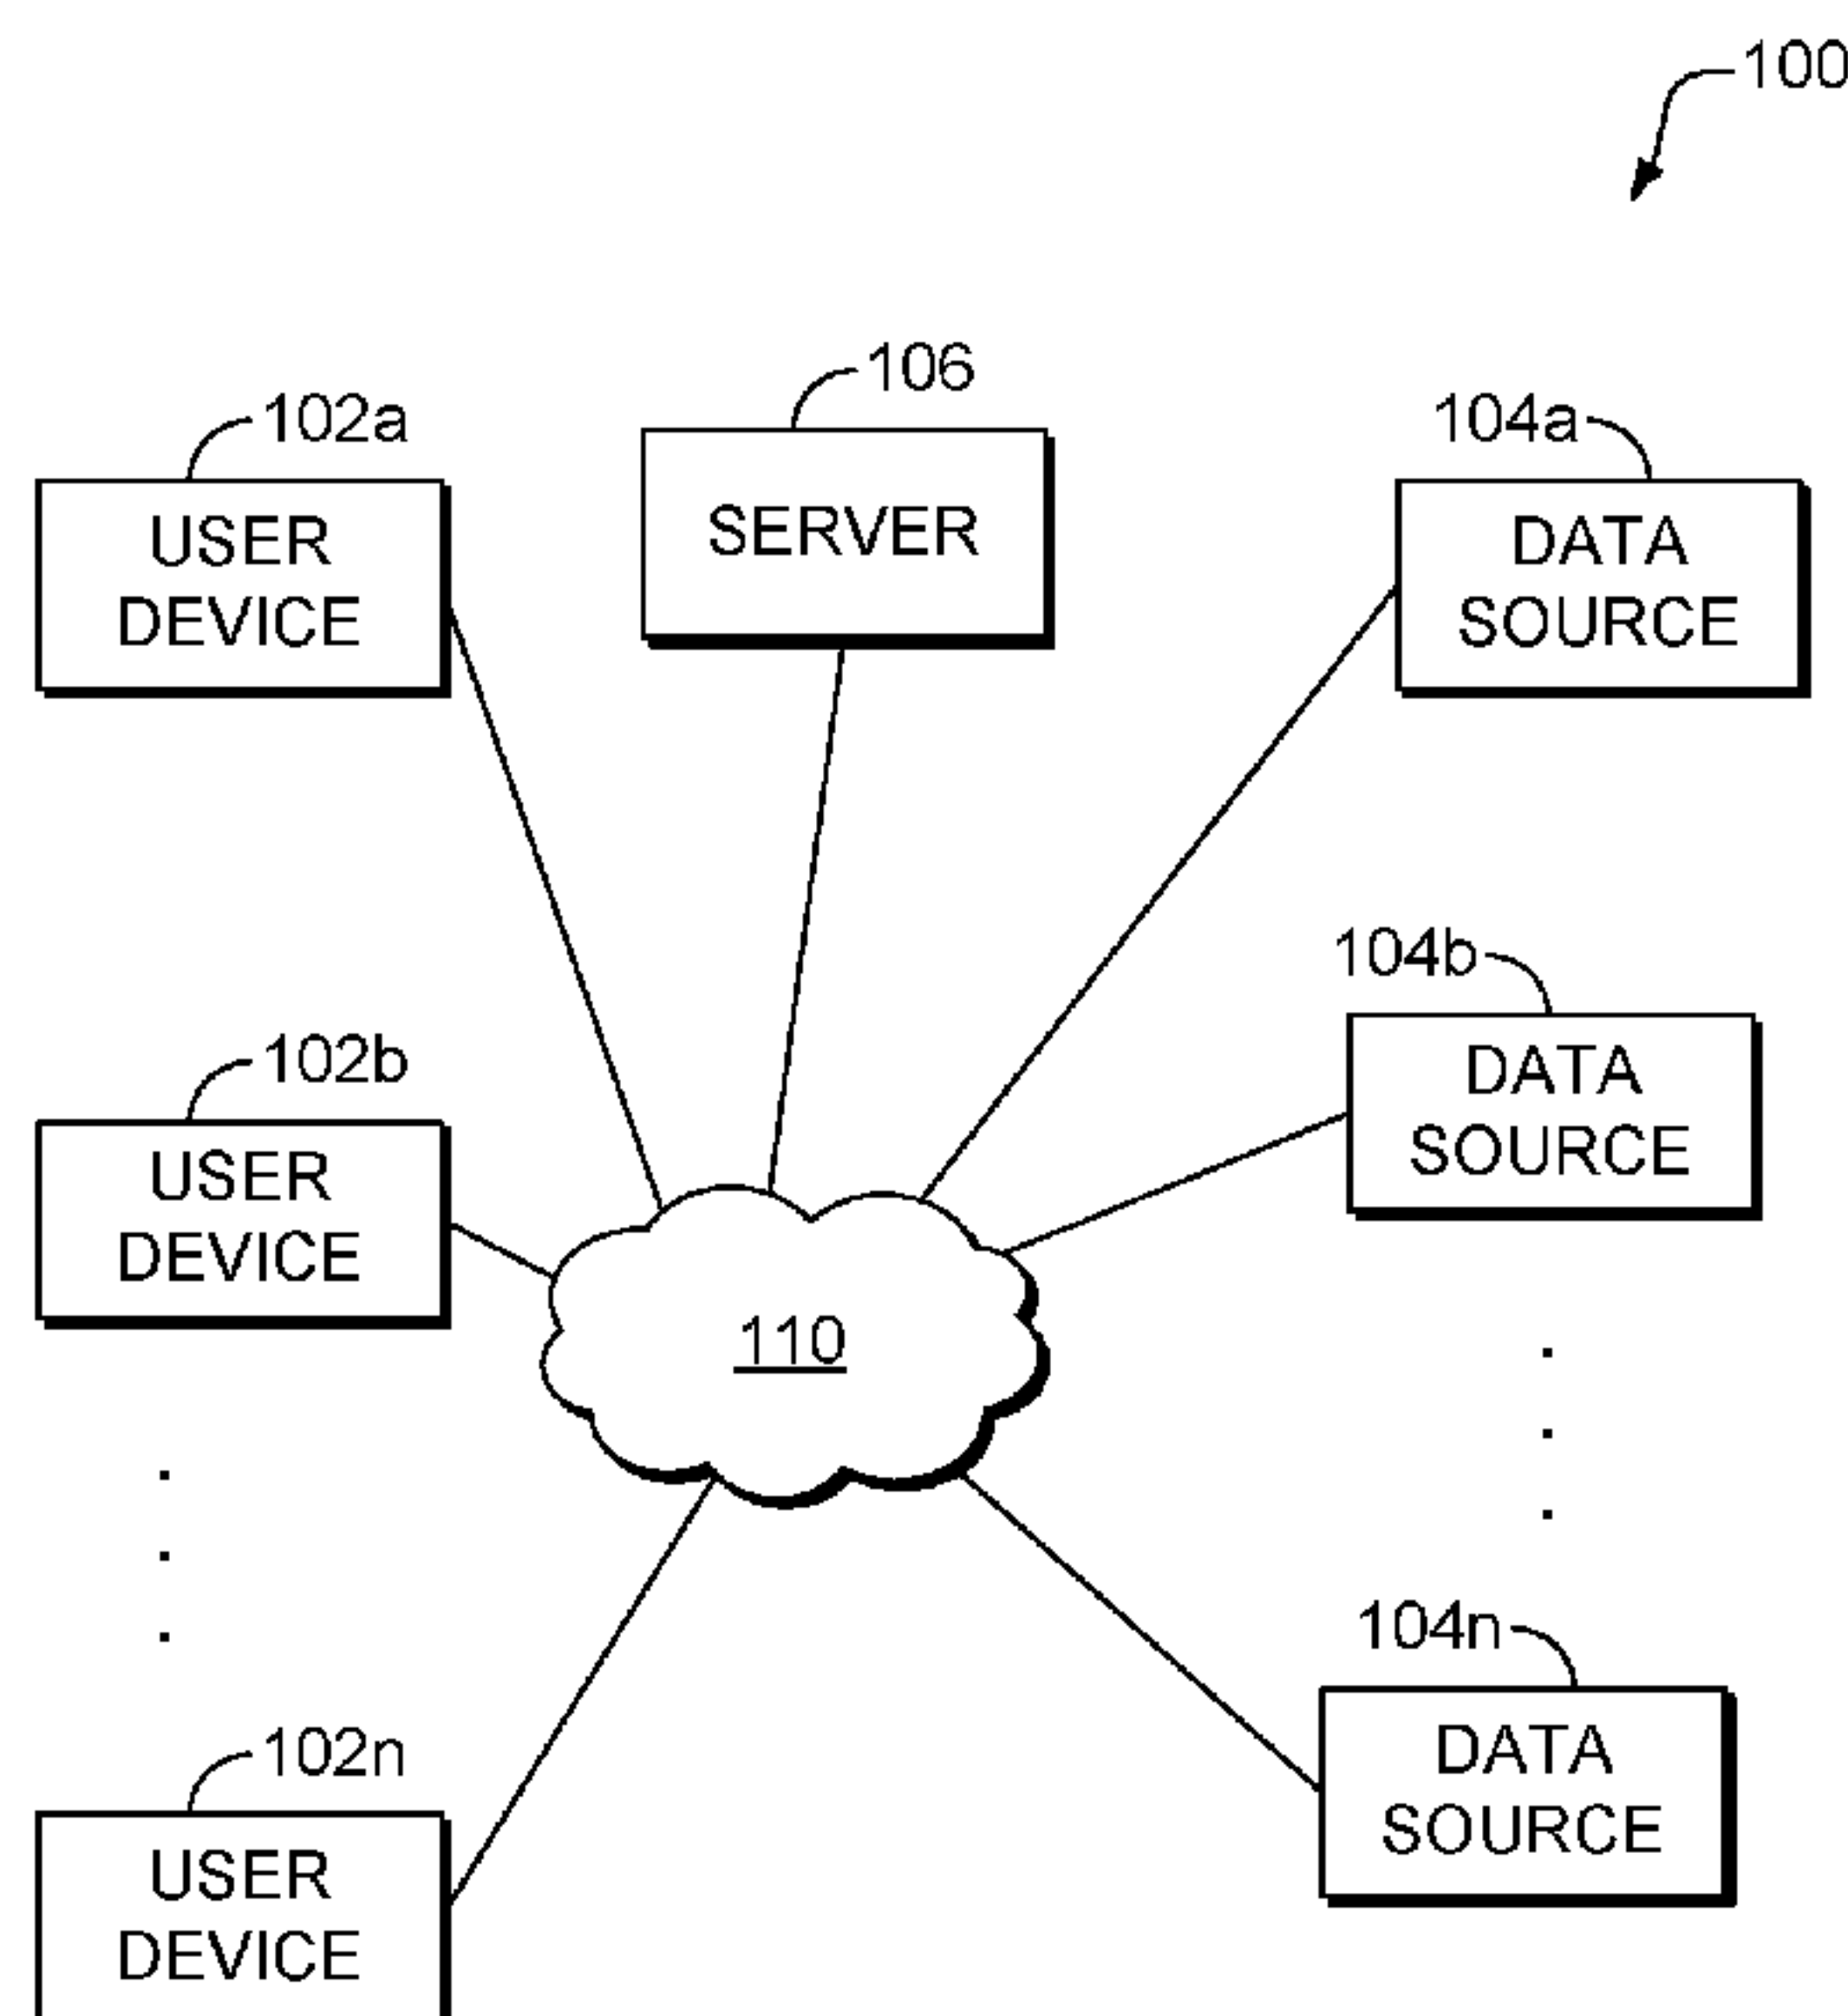 100
106
102a
104a
USER
DEVICE
SERVER
DATA
SOURCE
104b
102b
DATA
SOURCE
USER
DEVICE
110
104n
102n
DATA
SOURCE
USER
DEVICE